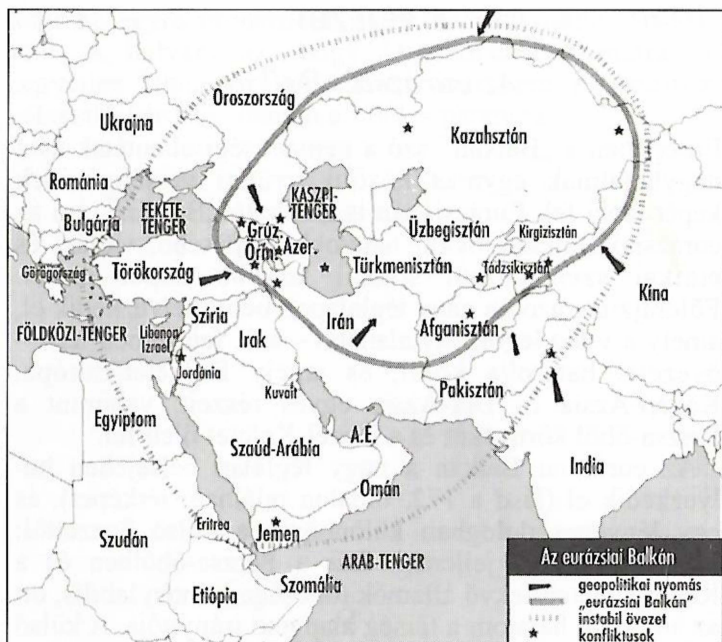 Ukrajna
Oroszország
Kazahsztán
Románia
Bulgárja
FEKETE-
TENGER
KASZPI-
TENGER
Grúz.
Örm.
Azer.
Üzbegisztán
Kirgizisztán
Görögország
Törökország
Türkmenisztán
Tádzsikisztán
Kína
FÖLDKÖZI-TENGER
Szíria
Libanon
Izrael
Irak
Irán
Afganisztán
Jordánia
Kuvait
Pakisztán
Egyiptom
Szaúd-Arábia
A.E.
Omán
India
Szudán
Eritrea
Jemen
ARAB-TENGER
Etiópia
Szomália
Az eurázsiai Balkán
geopolitikai nyomás
„eurázsiai Balkán"
instabil övezet
konfliktusok